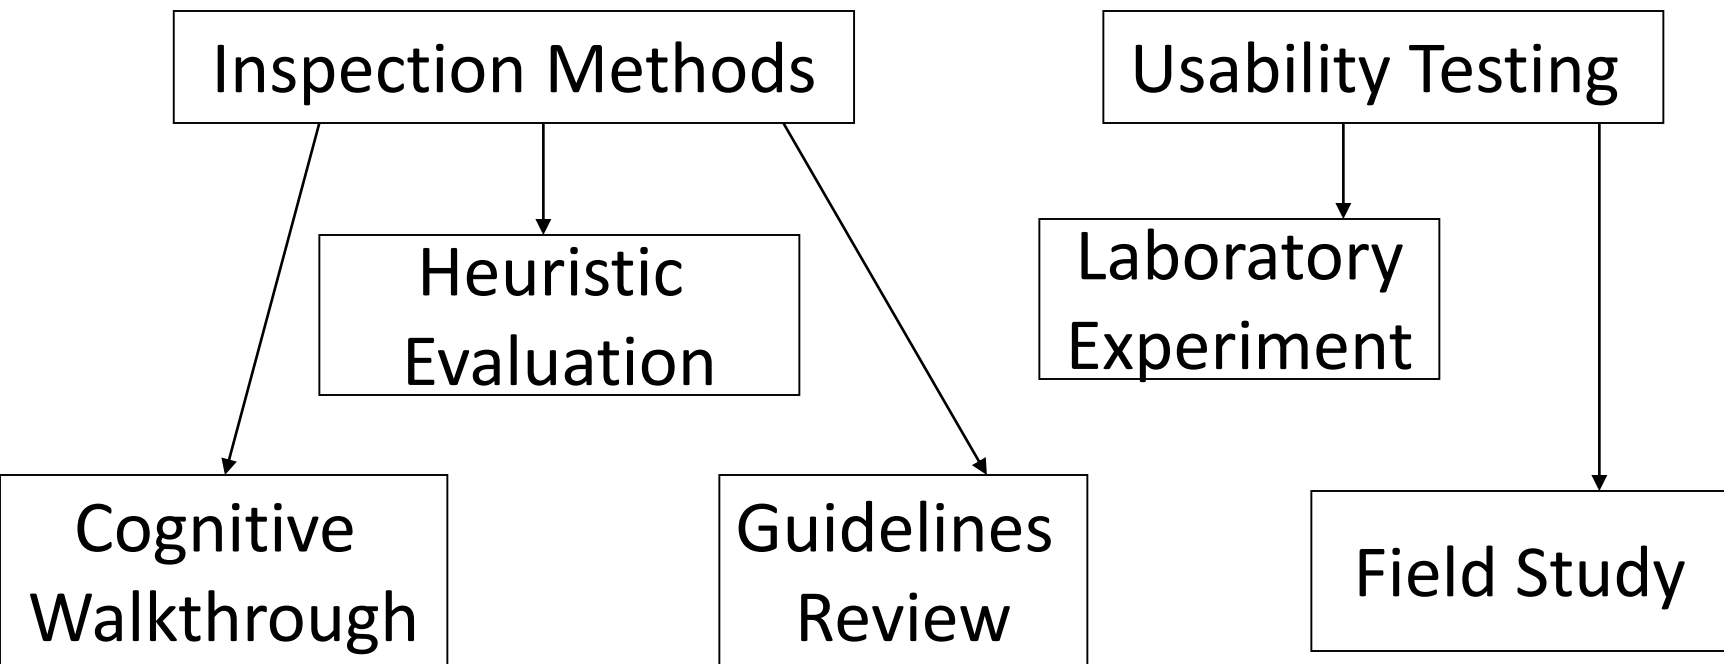 Inspection Methods
Usability Testing
Heuristic
Evaluation
Laboratory
Experiment
Cognitive
Walkthrough
Guidelines
Review
Field Study